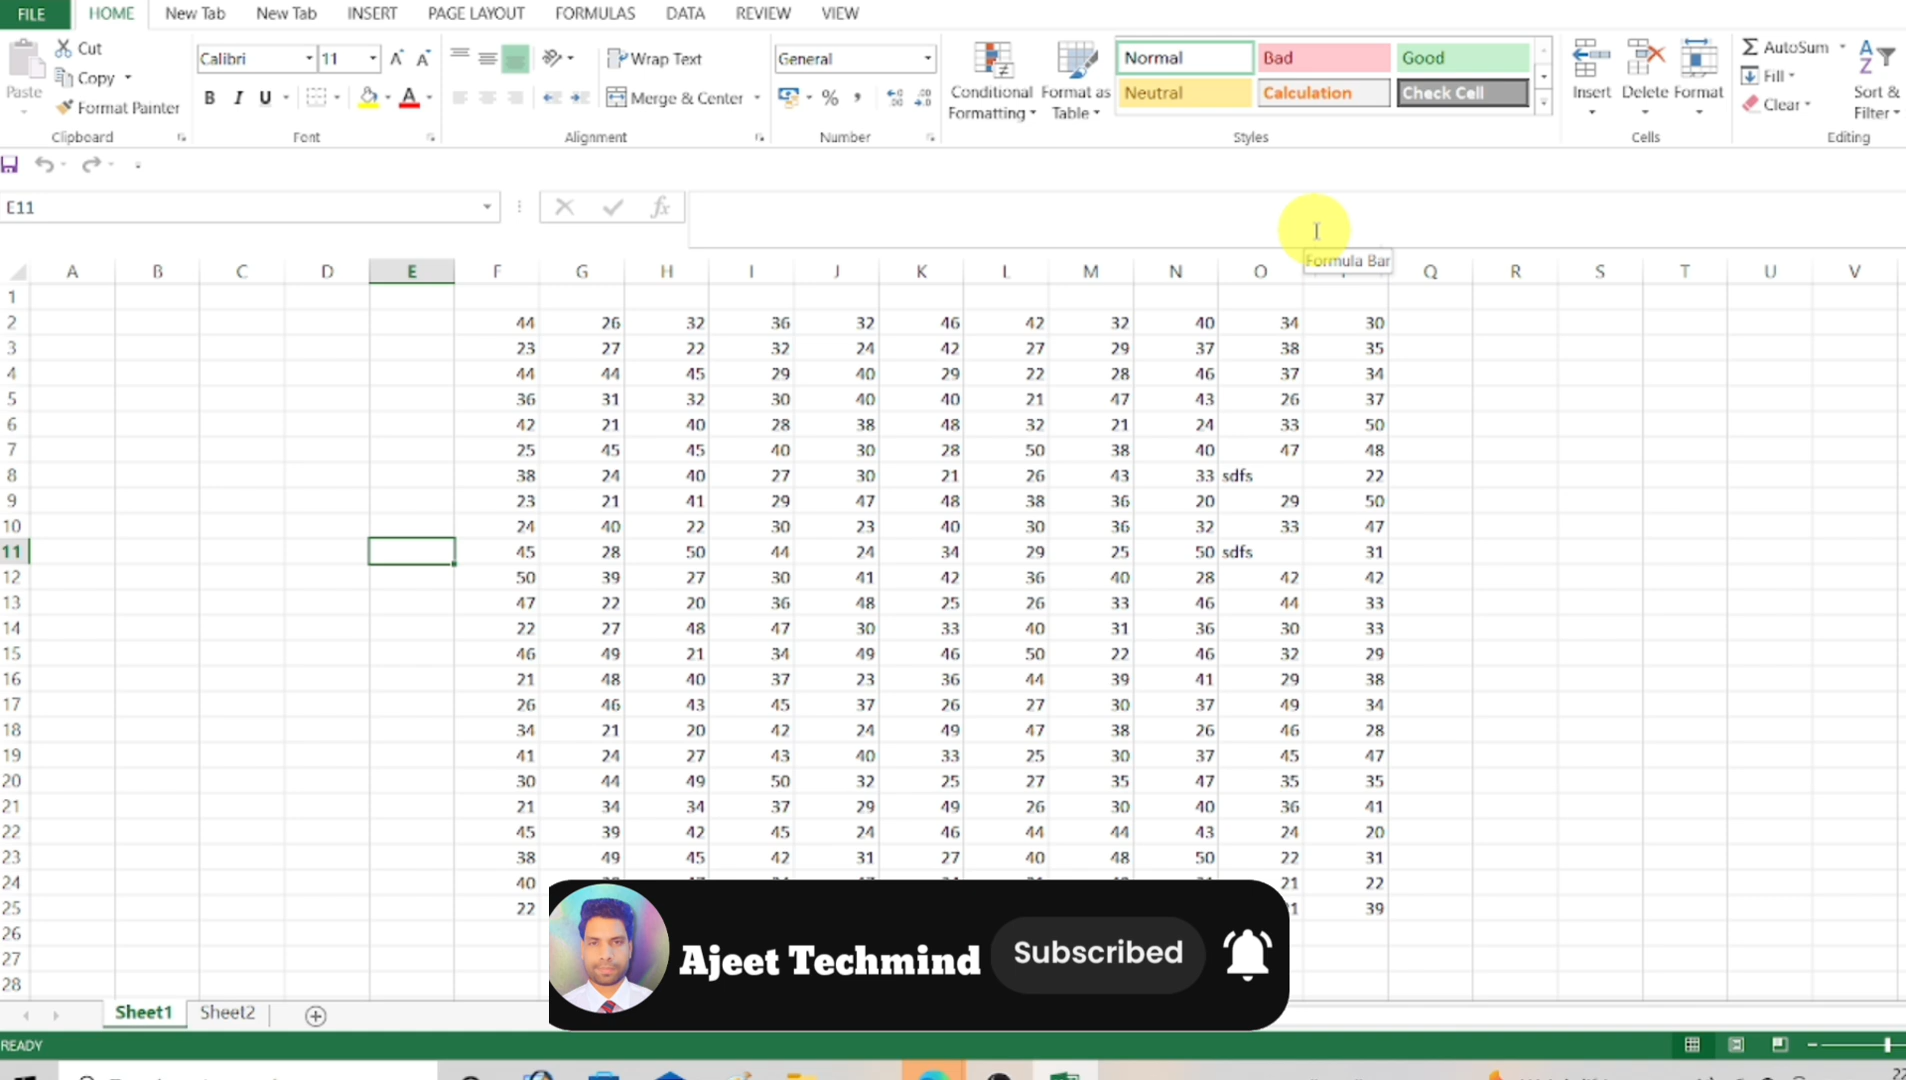 FILE HOME New Tab New Tab INSERT PAGE LAYOUT FORMULAS DATA REVIEW VIEW
Cut
Copy
Format Painter
Paste
Clipboard
Calibri 11
B I U
Font
Wrap Text
Merge & Center
Alignment
General
%
Number
Conditional Formatting
Format as Table
Normal Bad Good
Neutral Calculation Check Cell
Styles
Insert Delete Format
Cells
AutoSum
Fill
Clear
Sort & Filter
Editing
E11
fx
Formula Bar
A B C D E F G H I J K L M N O Q R S T U V
1
2 44 26 32 36 32 46 42 32 40 34 30
3 23 27 22 32 24 42 27 29 37 38 35
4 44 44 45 29 40 29 22 28 46 37 34
5 36 31 32 30 40 40 21 47 43 26 37
6 42 21 40 28 38 48 32 21 24 33 50
7 25 45 45 40 30 28 50 38 40 47 48
8 38 24 40 27 30 21 26 43 33 sdfs 22
9 23 21 41 29 47 48 38 36 20 29 50
10 24 40 22 30 23 40 30 36 32 33 47
11 45 28 50 44 24 34 29 25 50 sdfs 31
12 50 39 27 30 41 42 36 40 28 42 42
13 47 22 20 36 48 25 26 33 46 44 33
14 22 27 48 47 30 33 40 31 36 30 33
15 46 49 21 34 49 46 50 22 46 32 29
16 21 48 40 37 23 36 44 39 41 29 38
17 26 46 43 45 37 26 27 30 37 49 34
18 34 21 20 42 24 49 47 38 26 46 28
19 41 24 27 43 40 33 25 30 37 45 47
20 30 44 49 50 32 25 27 35 47 35 35
21 21 34 34 37 29 49 26 30 40 36 41
22 45 39 42 45 24 46 44 44 43 24 20
23 38 49 45 42 31 27 40 48 50 22 31
24 40 21 22
25 22 39
26
27
28
Ajeet Techmind Subscribed
Sheet1 Sheet2
READY